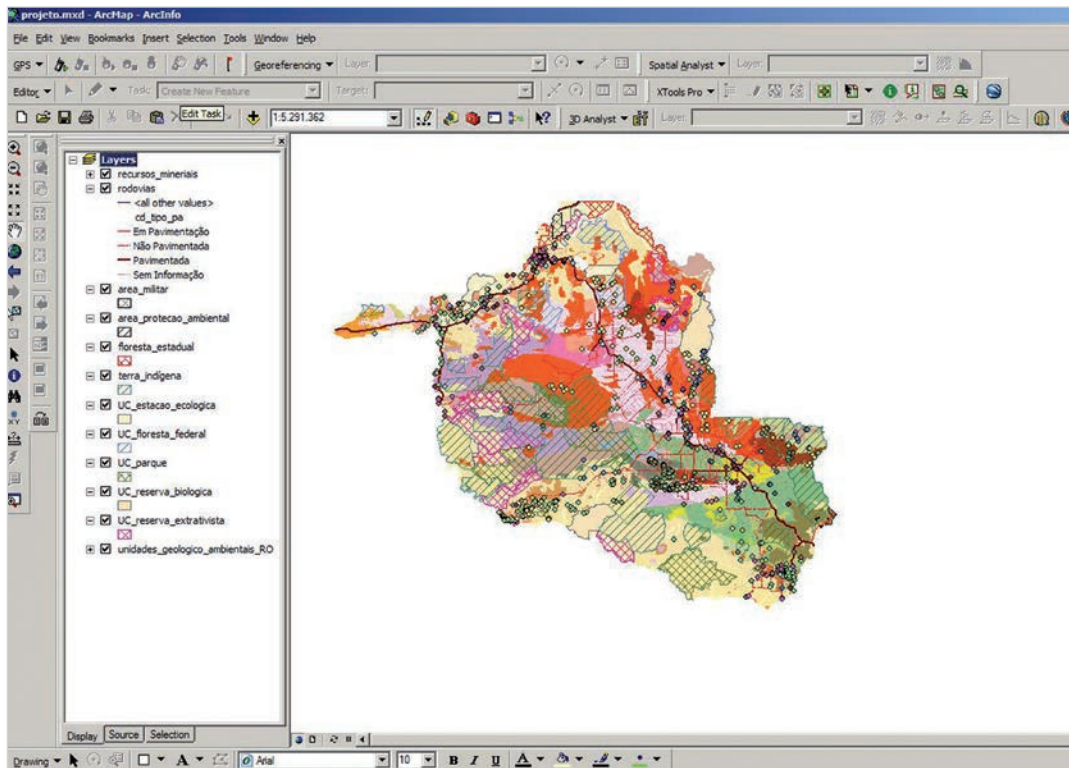 projeto.mxd - ArcMap - ArcInfo
File Edit View Bookmarks Insert Selection Tools Window Help
GPS Georeferencing Layer: Spatial Analyst Layer:
Editor Task: Create New Feature Target: XTools Pro
Edit Task 1:5.291.362 3D Analyst Layer:
Layers
recursos_mineriais
rodovias
<all other values>
cd_tipo_pa
Em Pavimentação
Não Pavimentada
Pavimentada
Sem Informação
area_militar
area_protecao_ambiental
floresta_estadual
terra_indígena
UC_estacao_ecologica
UC_floresta_federal
UC_parque
UC_reserva_biologica
UC_reserva_extrativista
unidades_geologico_ambientais_RO
XY
Display Source Selection
Drawing A Arial 10 B I U A